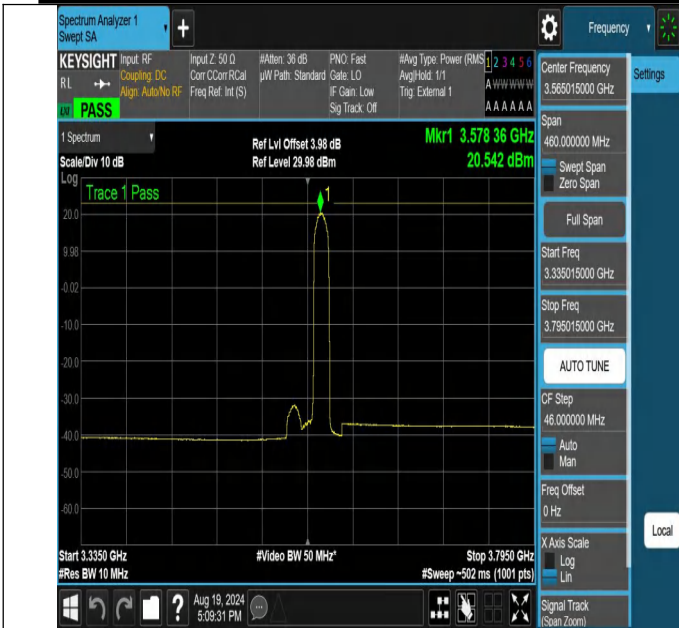 Spectrum Analyzer 1
Swept SA
+
Frequency
KEYSIGHT
RL
LXI
PASS
Input: RF
Coupling: DC
Align: Auto/No RF
Input Z: 50 Ω
Corr CCorr RCal
Freq Ref: Int (S)
#Atten: 36 dB
µW Path: Standard
PNO: Fast
Gate: LO
IF Gain: Low
Sig Track: Off
#Avg Type: Power (RMS
Avg|Hold: 1/1
Trig: External 1
1 2 3 4 5 6
A W W W W W
A A A A A A
1 Spectrum
Scale/Div 10 dB
Log
Ref Lvl Offset 3.98 dB
Ref Level 29.98 dBm
Mkr1 3.578 36 GHz
20.542 dBm
Trace 1 Pass
1
20.0
9.98
-0.02
-10.0
-20.0
-30.0
-40.0
-50.0
-60.0
Start 3.3350 GHz
#Res BW 10 MHz
#Video BW 50 MHz*
Stop 3.7950 GHz
#Sweep ~502 ms (1001 pts)
?
Aug 19, 2024
5:09:31 PM
Center Frequency
3.565015000 GHz
Span
460.000000 MHz
Swept Span
Zero Span
Full Span
Start Freq
3.335015000 GHz
Stop Freq
3.795015000 GHz
AUTO TUNE
CF Step
46.000000 MHz
Auto
Man
Freq Offset
0 Hz
X Axis Scale
Log
Lin
Signal Track
(Span Zoom)
Settings
Local